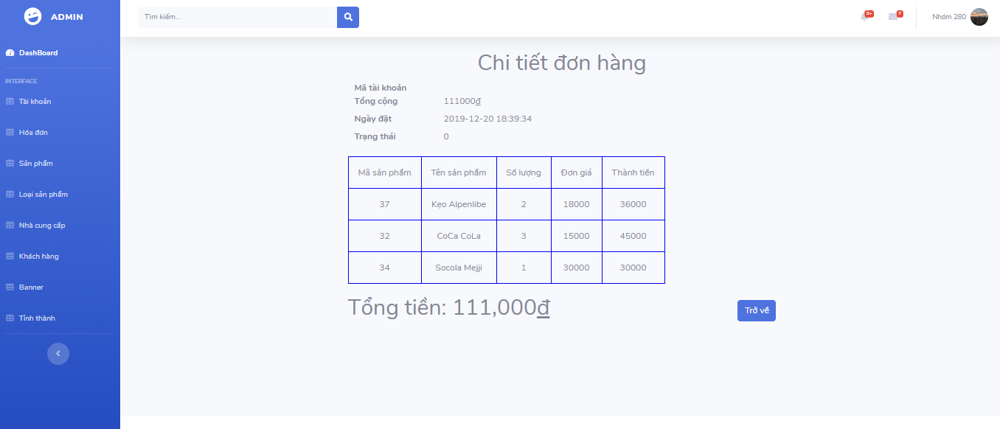 ADMIN
Tìm kiếm...
3+
7
Nhóm 280
DashBoard
INTERFACE
Tài khoản
Hóa đơn
Sản phẩm
Loại sản phẩm
Nhà cung cấp
Khách hàng
Banner
Tỉnh thành
Chi tiết đơn hàng
Mã tài khoản
Tổng cộng 111000₫
Ngày đặt 2019-12-20 18:39:34
Trạng thái 0
Mã sản phẩm Tên sản phẩm Số lượng Đơn giá Thành tiền
37 Kẹo Alpenlibe 2 18000 36000
32 CoCa CoLa 3 15000 45000
34 Socola Mejji 1 30000 30000
Tổng tiền: 111,000₫
Trở về